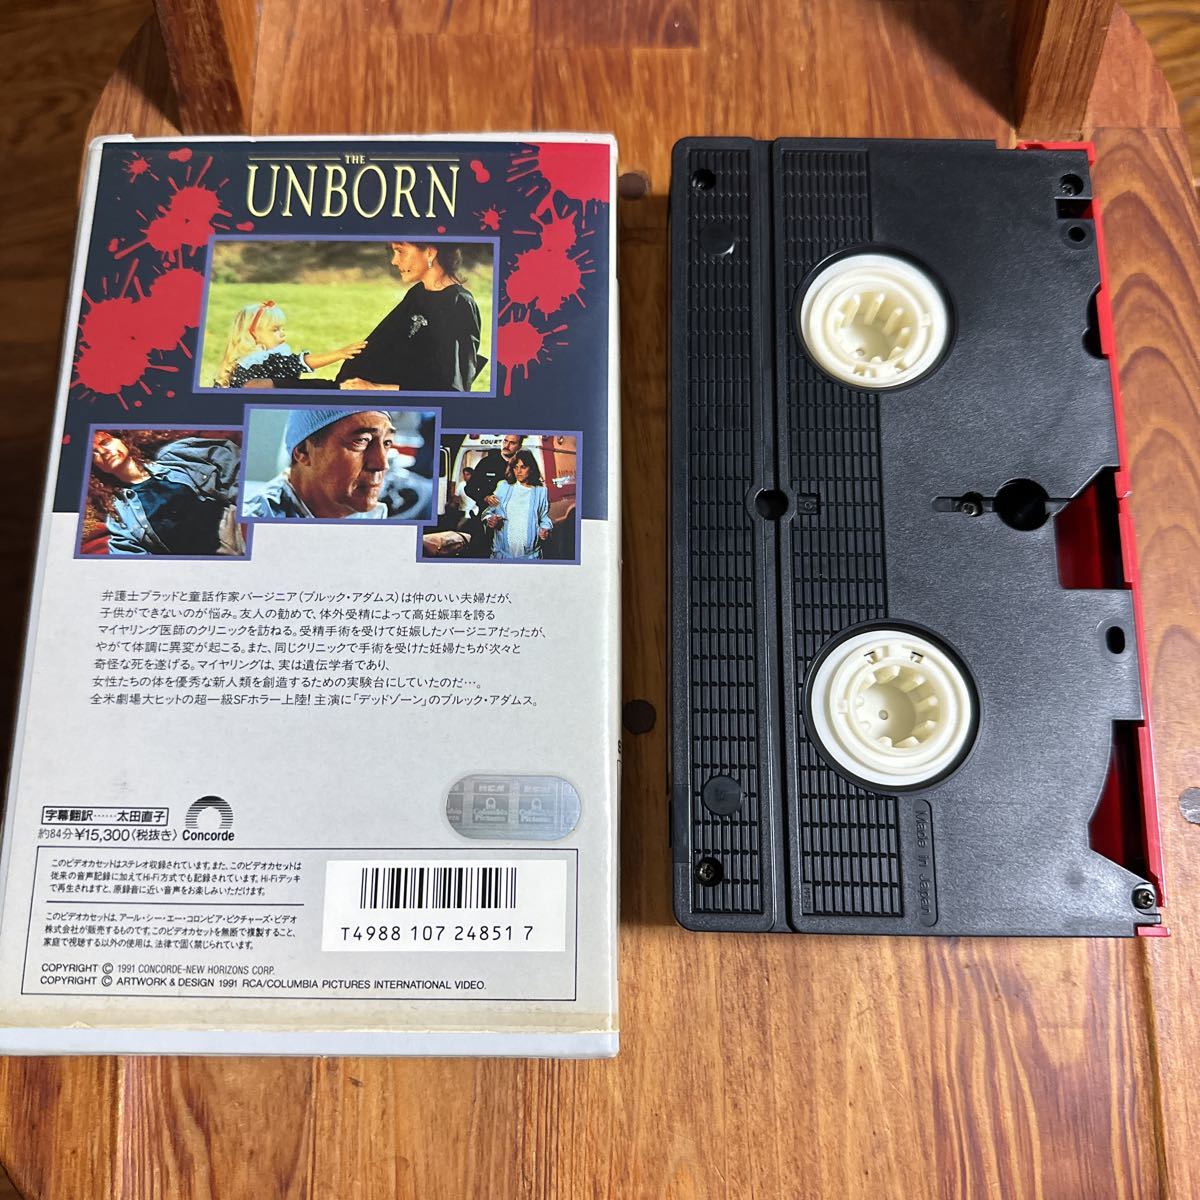 THE
UNBORN
COURT
弁護士ブラッドと童話作家バージニア(ブルック・アダムス)は仲のいい夫婦だが、
子供ができないのが悩み。友人の勧めで、体外受精によって高妊娠率を誇る
マイヤリング医師のクリニックを訪ねる。受精手術を受けて妊娠したバージニアだったが、
やがて体調に異変が起こる。また、同じクリニックで手術を受けた妊婦たちが次々と
奇怪な死を遂げる。マイヤリングは、実は遺伝学者であり、
女性たちの体を優秀な新人類を創造するための実験台にしていたのだ…。
全米劇場大ヒットの超一級SFホラー上陸!主演に「デッドゾーン」のブルック・アダムス。
字幕翻訳……太田直子
約84分¥15,300〈税抜き〉
Concorde
このビデオカセットはステレオ収録されています。また、このビデオカセットは
従来の音声記録に加えてHi-Fi方式でも記録されています。Hi-Fiデッキ
で再生されますと、原録音に近い音声をお楽しみいただけます。
このビデオカセットは、アール・シー・エー・コロンビア・ピクチャーズ・ビデオ
株式会社が販売するものです。このビデオカセットを無断で複製すること、
家庭で視聴する以外の使用は、法律で固く禁じられています。
T4988 107 24851 7
COPYRIGHT © 1991 CONCORDE-NEW HORIZONS CORP.
COPYRIGHT © ARTWORK & DESIGN 1991 RCA/COLUMBIA PICTURES INTERNATIONAL VIDEO.
Made in Japan